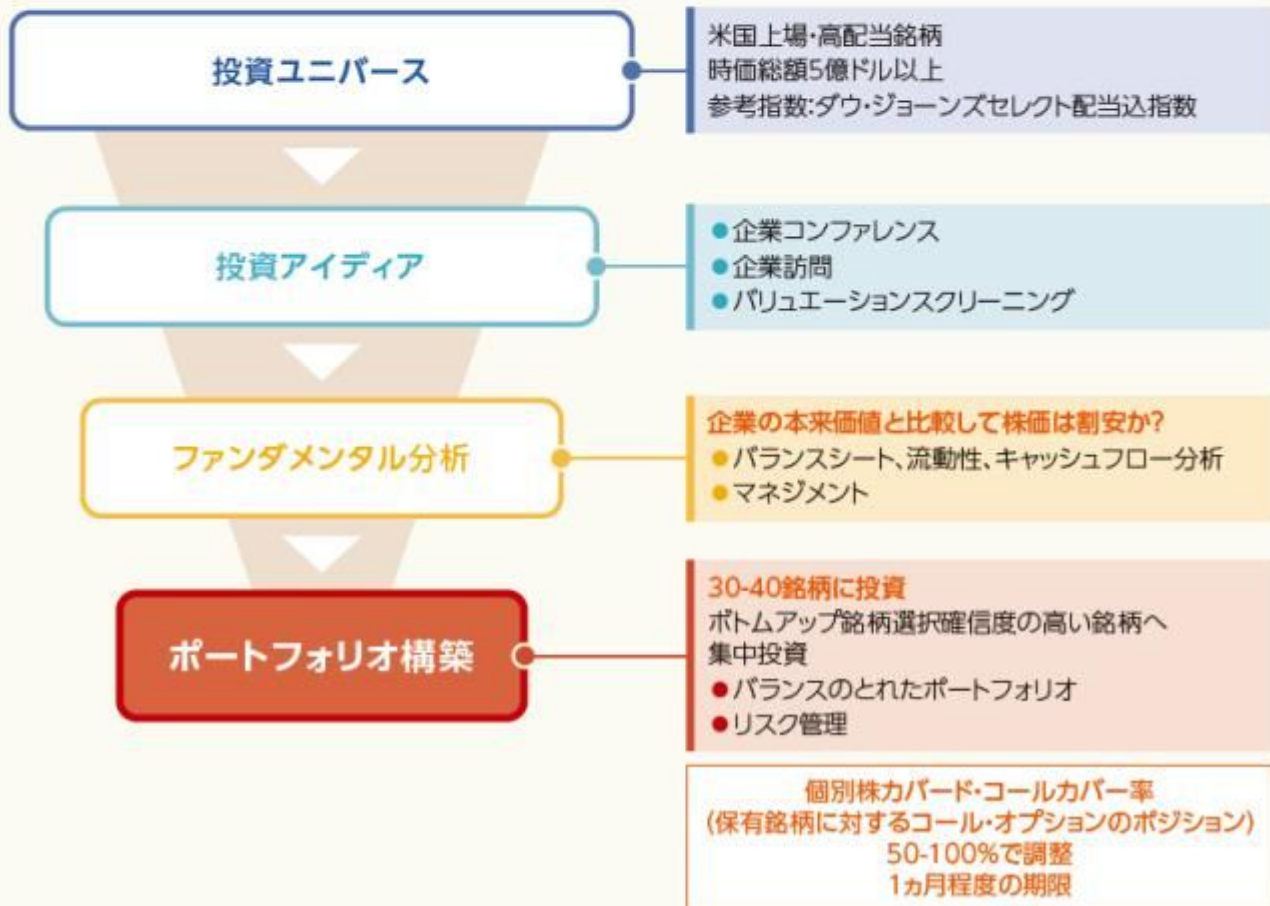 投資ユニバース
米国上場・高配当銘柄
時価総額5億ドル以上
参考指数:ダウ・ジョーンズセレクト配当込指数
投資アイディア
●企業コンファレンス
●企業訪問
●バリュエーションスクリーニング
ファンダメンタル分析
企業の本来価値と比較して株価は割安か?
●バランスシート、流動性、キャッシュフロー分析
●マネジメント
ポートフォリオ構築
30-40銘柄に投資
ボトムアップ銘柄選択確信度の高い銘柄へ
集中投資
●バランスのとれたポートフォリオ
●リスク管理
個別株カバード・コールカバー率
(保有銘柄に対するコール・オプションのポジション)
50-100%で調整
1ヵ月程度の期限